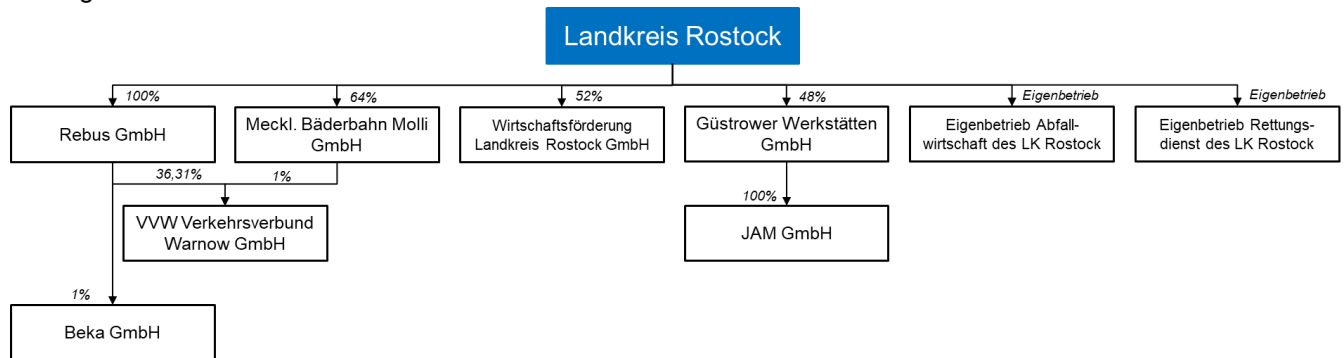 Landkreis Rostock
100%
64%
52%
48%
Eigenbetrieb
Eigenbetrieb
Rebus GmbH
Meckl. Bäderbahn Molli
GmbH
Wirtschaftsförderung
Landkreis Rostock GmbH
Güstrower Werkstätten
GmbH
Eigenbetrieb Abfall-
wirtschaft des LK Rostock
Eigenbetrieb Rettungs-
dienst des LK Rostock
36,31%
1%
100%
VVW Verkehrsverbund
Warnow GmbH
JAM GmbH
1%
Beka GmbH